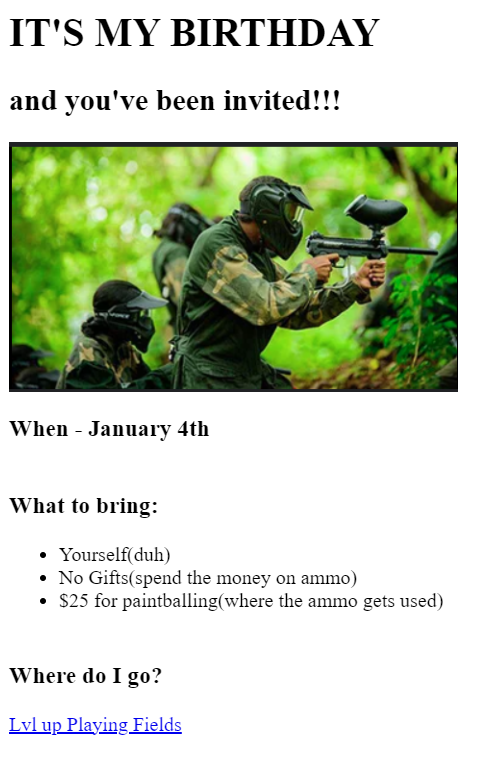 IT'S MY BIRTHDAY
and you've been invited!!!
When - January 4th
What to bring:
Yourself(duh)
No Gifts(spend the money on ammo)
$25 for paintballing(where the ammo gets used)
Where do I go?
Lvl up Playing Fields